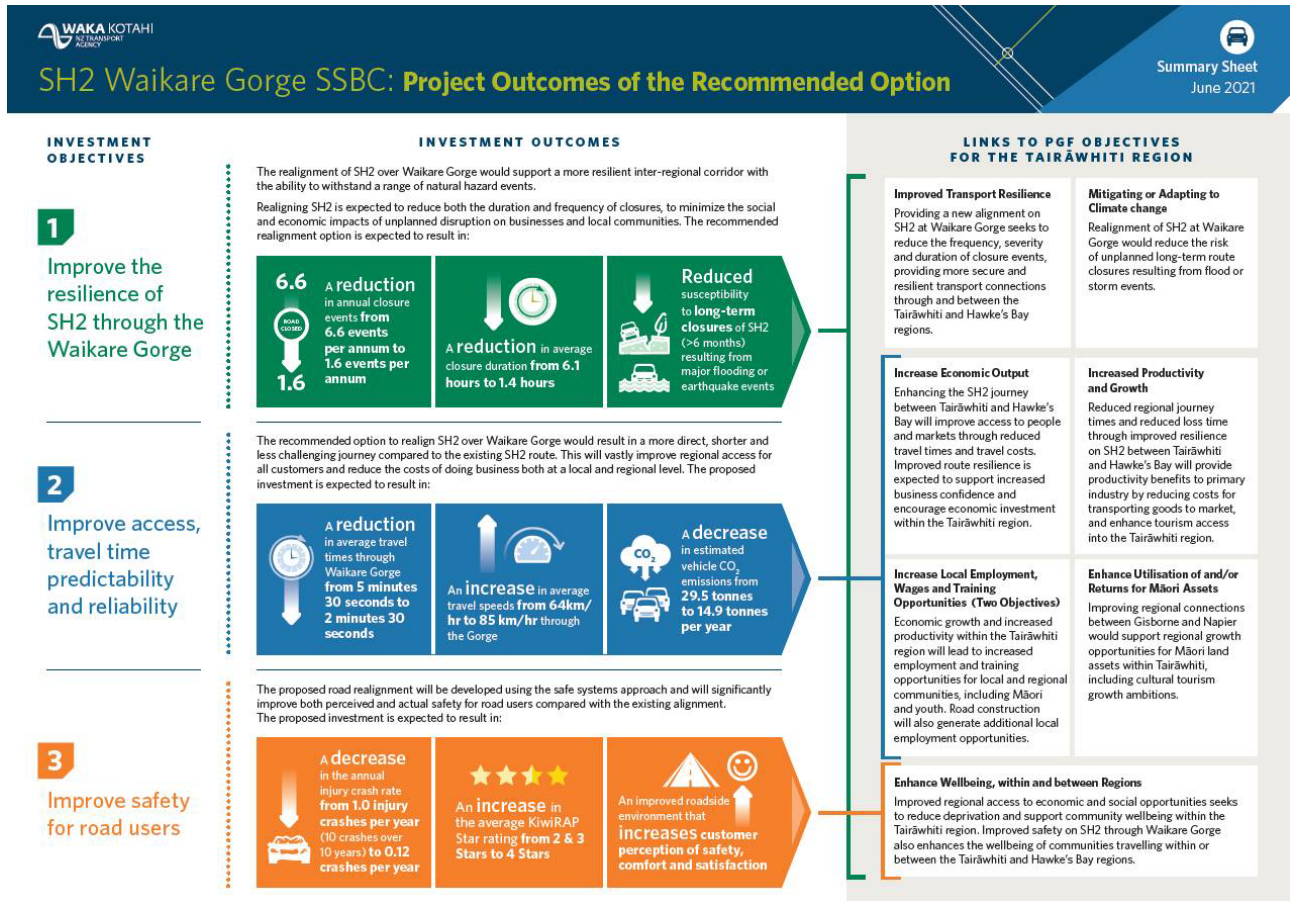 WAKA KOTAHI
NZ TRANSPORT
AGENCY
SH2 Waikare Gorge SSBC: Project Outcomes of the Recommended Option
Summary Sheet
June 2021
INVESTMENT
OBJECTIVES
INVESTMENT OUTCOMES
LINKS TO PGF OBJECTIVES
FOR THE TAIRĀWHITI REGION
1
Improve the
resilience of
SH2 through the
Waikare Gorge
The realignment of SH2 over Waikare Gorge would support a more resilient inter-regional corridor with
the ability to withstand a range of natural hazard events.
Realigning SH2 is expected to reduce both the duration and frequency of closures, to minimize the social
and economic impacts of unplanned disruption on businesses and local communities. The recommended
realignment option is expected to result in:
6.6
ROAD
CLOSED
1.6
A reduction
in annual closure
events from
6.6 events
per annum to
1.6 events per
annum
A reduction in average
closure duration from 6.1
hours to 1.4 hours
Reduced
susceptibility
to long-term
closures of SH2
(>6 months)
resulting from
major flooding or
earthquake events
2
Improve access,
travel time
predictability
and reliability
The recommended option to realign SH2 over Waikare Gorge would result in a more direct, shorter and
less challenging journey compared to the existing SH2 route. This will vastly improve regional access for
all customers and reduce the costs of doing business both at a local and regional level. The proposed
investment is expected to result in:
A reduction
in average travel
times through
Waikare Gorge
from 5 minutes
30 seconds to
2 minutes 30
seconds
An increase in average
travel speeds from 64km/
hr to 85 km/hr through
the Gorge
CO2
A decrease
in estimated
vehicle CO2
emissions from
29.5 tonnes
to 14.9 tonnes
per year
3
Improve safety
for road users
The proposed road realignment will be developed using the safe systems approach and will significantly
improve both perceived and actual safety for road users compared with the existing alignment.
The proposed investment is expected to result in:
A decrease
in the annual
injury crash rate
from 1.0 injury
crashes per year
(10 crashes over
10 years) to 0.12
crashes per year
An increase in
the average KiwiRAP
Star rating from 2 & 3
Stars to 4 Stars
An improved roadside
environment that
increases customer
perception of safety,
comfort and satisfaction
Improved Transport Resilience
Providing a new alignment on
SH2 at Waikare Gorge seeks to
reduce the frequency, severity
and duration of closure events,
providing more secure and
resilient transport connections
through and between the
Tairāwhiti and Hawke's Bay
regions.
Mitigating or Adapting to
Climate change
Realignment of SH2 at Waikare
Gorge would reduce the risk
of unplanned long-term route
closures resulting from flood or
storm events.
Increase Economic Output
Enhancing the SH2 journey
between Tairāwhiti and Hawke's
Bay will improve access to people
and markets through reduced
travel times and travel costs.
Improved route resilience is
expected to support increased
business confidence and
encourage economic investment
within the Tairāwhiti region.
Increased Productivity
and Growth
Reduced regional journey
times and reduced loss time
through improved resilience
on SH2 between Tairāwhiti
and Hawke's Bay will provide
productivity benefits to primary
industry by reducing costs for
transporting goods to market,
and enhance tourism access
into the Tairāwhiti region.
Increase Local Employment,
Wages and Training
Opportunities (Two Objectives)
Economic growth and increased
productivity within the Tairāwhiti
region will lead to increased
employment and training
opportunities for local and regional
communities, including Māori
and youth. Road construction
will also generate additional local
employment opportunities.
Enhance Utilisation of and/or
Returns for Māori Assets
Improving regional connections
between Gisborne and Napier
would support regional growth
opportunities for Māori land
assets within Tairāwhiti,
including cultural tourism
growth ambitions.
Enhance Wellbeing, within and between Regions
Improved regional access to economic and social opportunities seeks
to reduce deprivation and support community wellbeing within the
Tairāwhiti region. Improved safety on SH2 through Waikare Gorge
also enhances the wellbeing of communities travelling within or
between the Tairāwhiti and Hawke's Bay regions.